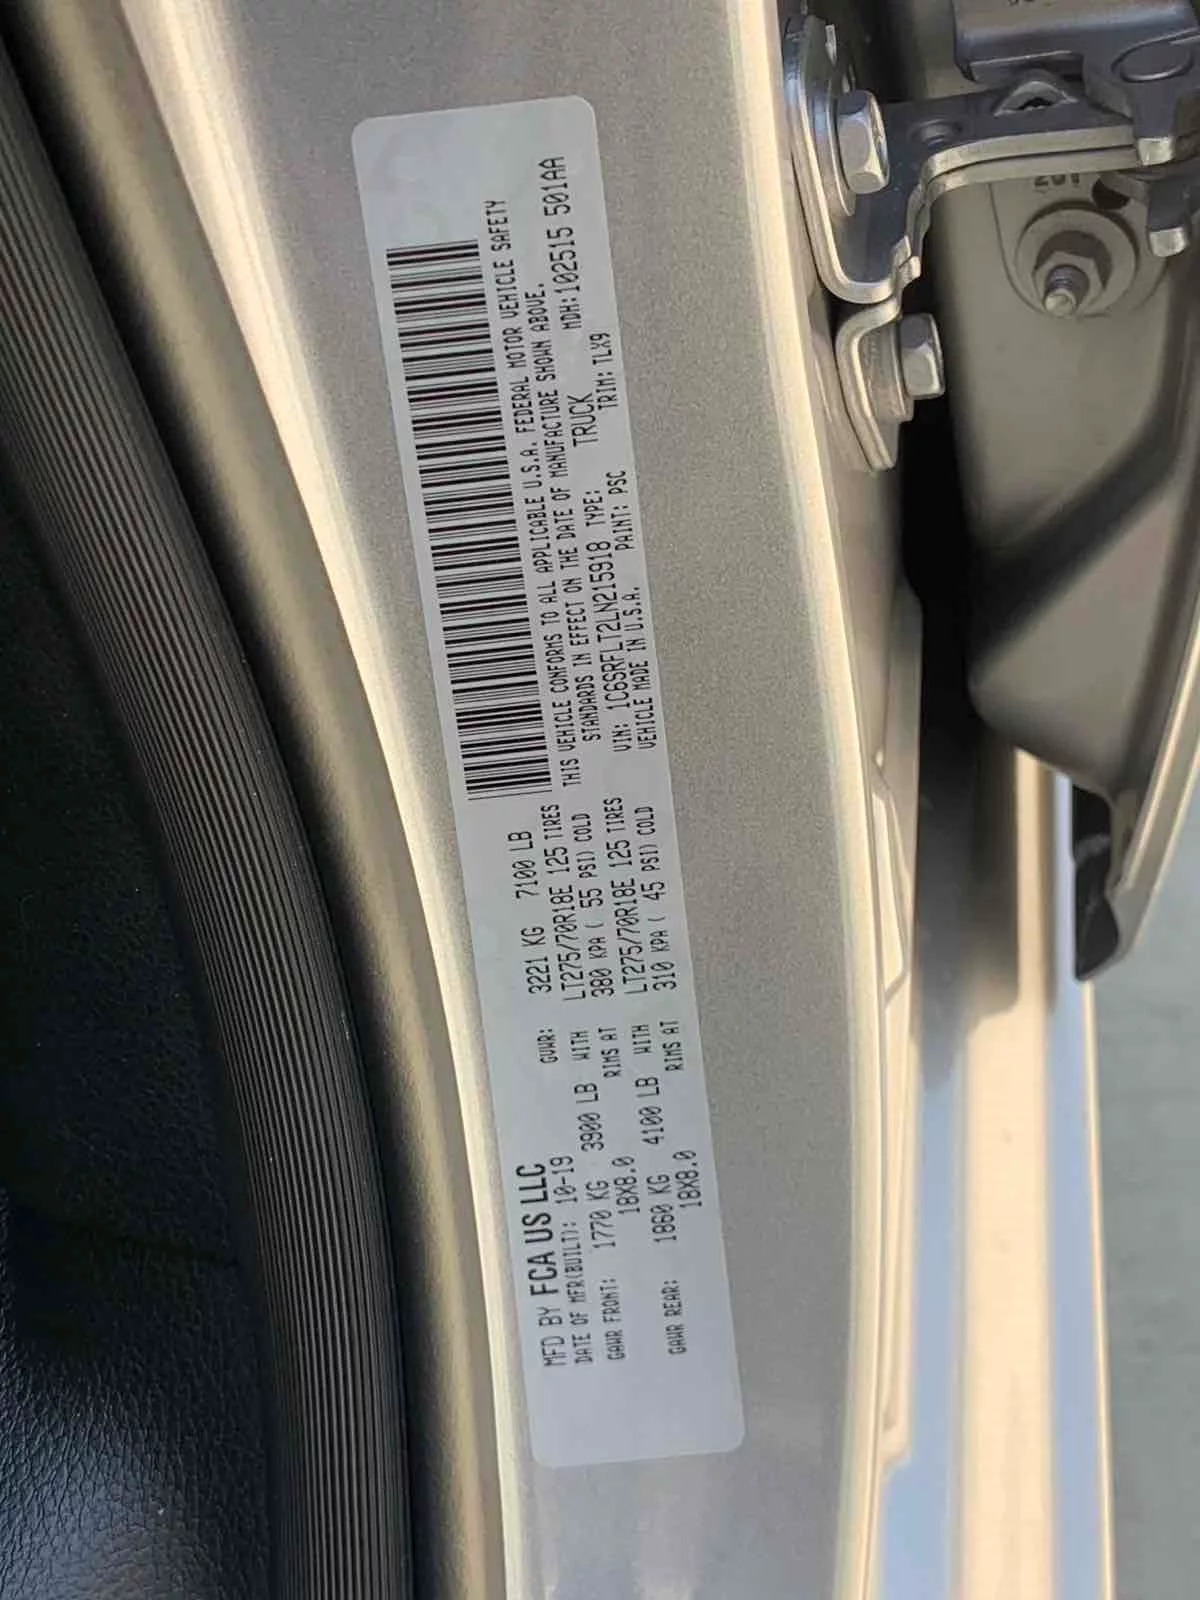 MFD BY FCA US LLC
DATE OF MFR(BUILT): 10-19 GVWR: 3221 KG 7100 LB
GAWR FRONT: 1770 KG 3900 LB WITH LT275/70R18E 125 TIRES
18X8.0 RIMS AT 380 KPA ( 55 PSI) COLD
GAWR REAR: 1860 KG 4100 LB WITH LT275/70R18E 125 TIRES
18X8.0 RIMS AT 310 KPA ( 45 PSI) COLD
THIS VEHICLE CONFORMS TO ALL APPLICABLE U.S.A. FEDERAL MOTOR VEHICLE SAFETY
STANDARDS IN EFFECT ON THE DATE OF MANUFACTURE SHOWN ABOVE.
VIN: 1C6SRFLT2LN215918 TYPE: TRUCK MDH:102515 501AA
VEHICLE MADE IN U.S.A. PAINT: PSC TRIM: TLX9